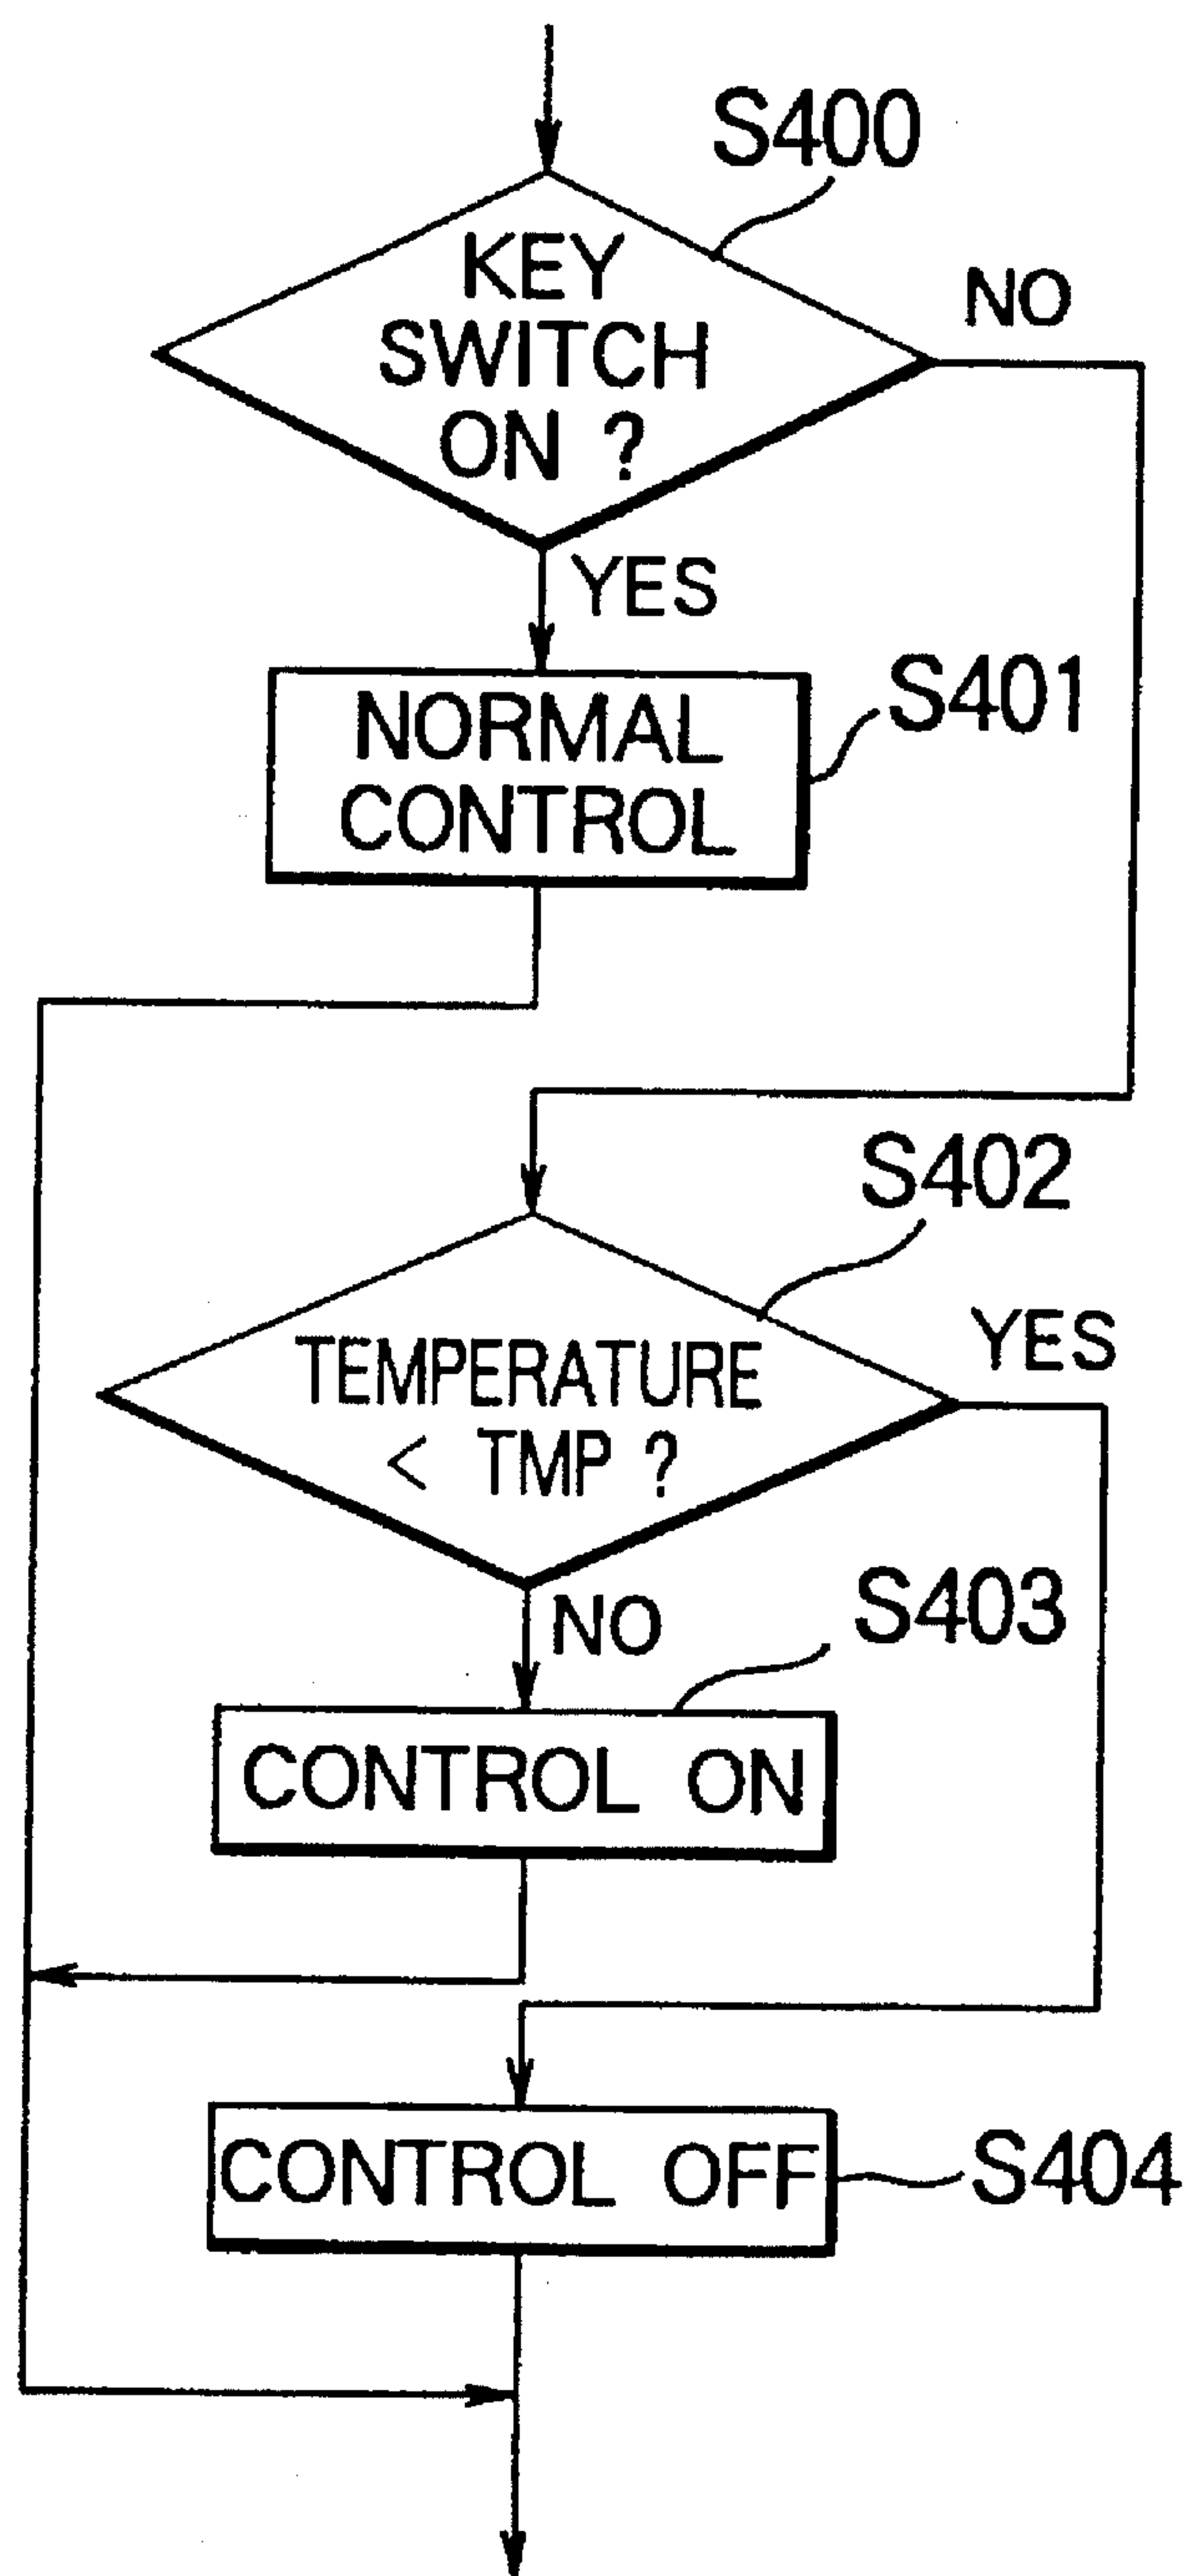 S400
KEY
SWITCH
ON ?
NO
YES
NORMAL
CONTROL
S401
S402
TEMPERATURE
< TMP ?
YES
NO
S403
CONTROL ON
CONTROL OFF
S404